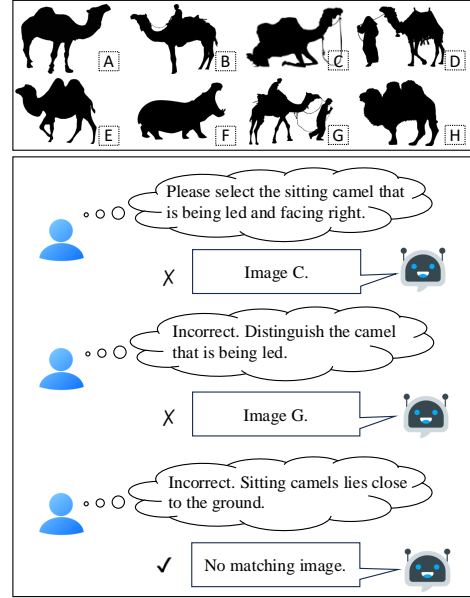 A
B
C
D
E
F
G
H
Please select the sitting camel that
is being led and facing right.
✗ Image C.
Incorrect. Distinguish the camel
that is being led.
✗ Image G.
Incorrect. Sitting camels lies close
to the ground.
✓ No matching image.